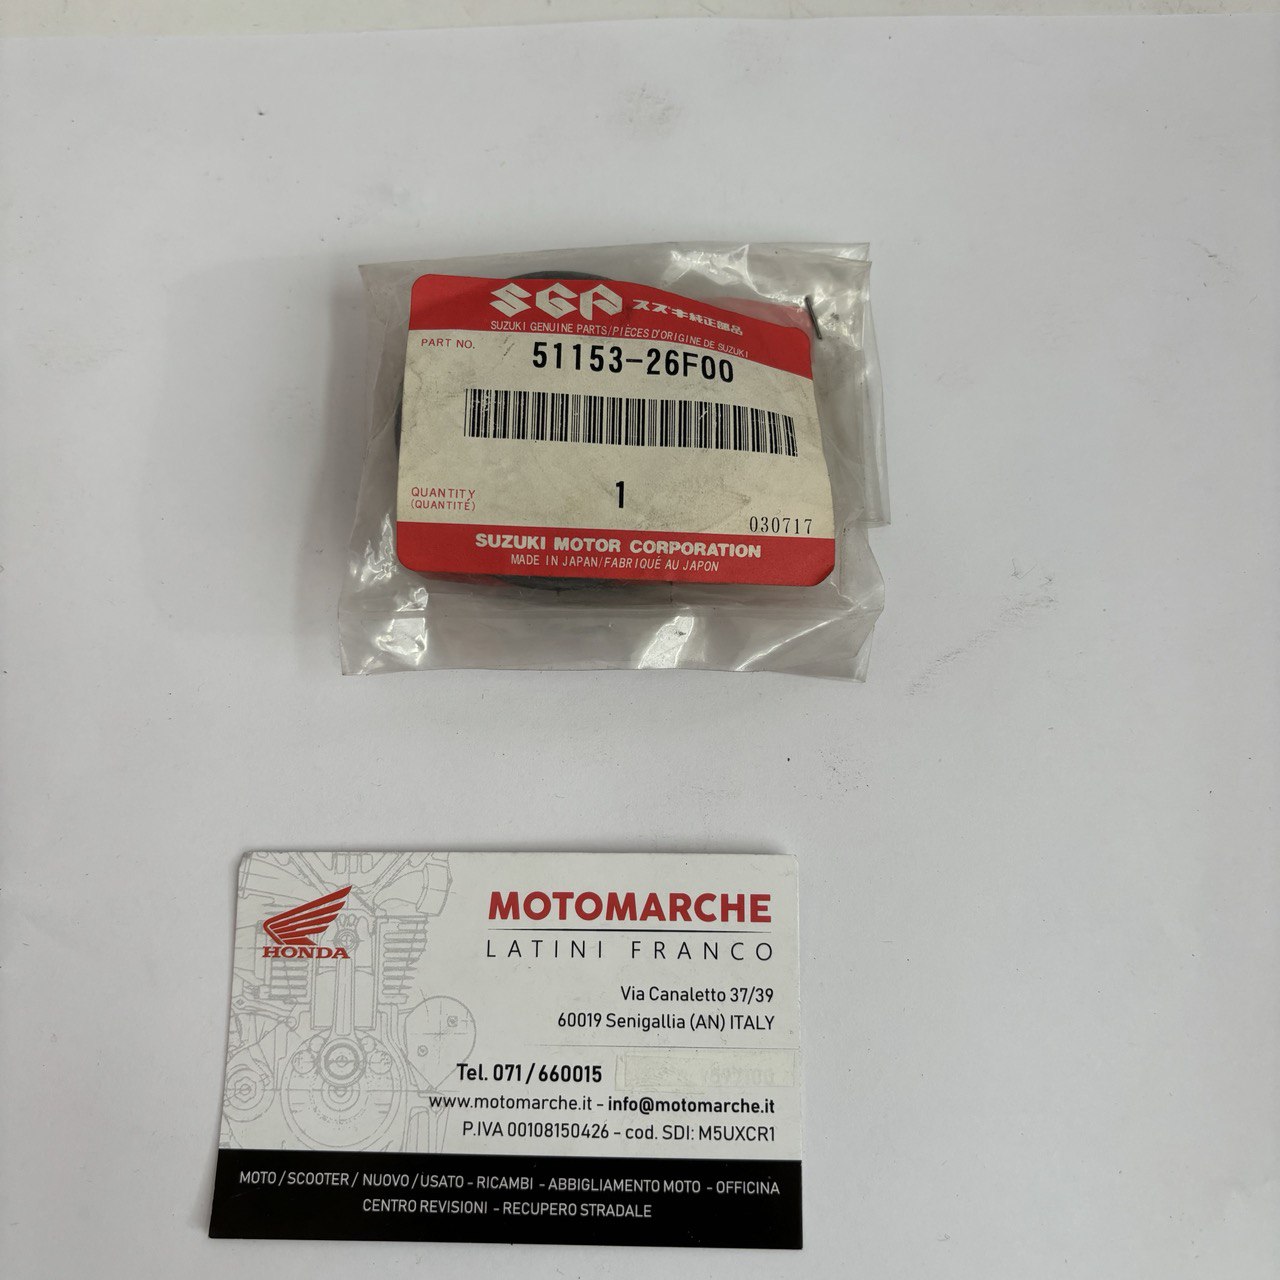 SGP スズキ純正部品
SUZUKI GENUINE PARTS/PIÈCES D'ORIGINE DE SUZUKI
PART NO. 51153-26F00
QUANTITY 1
(QUANTITÉ)
030717
SUZUKI MOTOR CORPORATION
MADE IN JAPAN/FABRIQUÉ AU JAPON
MOTOMARCHE
HONDA
LATINI FRANCO
Via Canaletto 37/39
60019 Senigallia (AN) ITALY
Tel. 071 / 660015
www.motomarche.it - info@motomarche.it
P.IVA 00108150426 - cod. SDI: M5UXCR1
MOTO / SCOOTER / NUOVO / USATO - RICAMBI - ABBIGLIAMENTO MOTO - OFFICINA
CENTRO REVISIONI - RECUPERO STRADALE